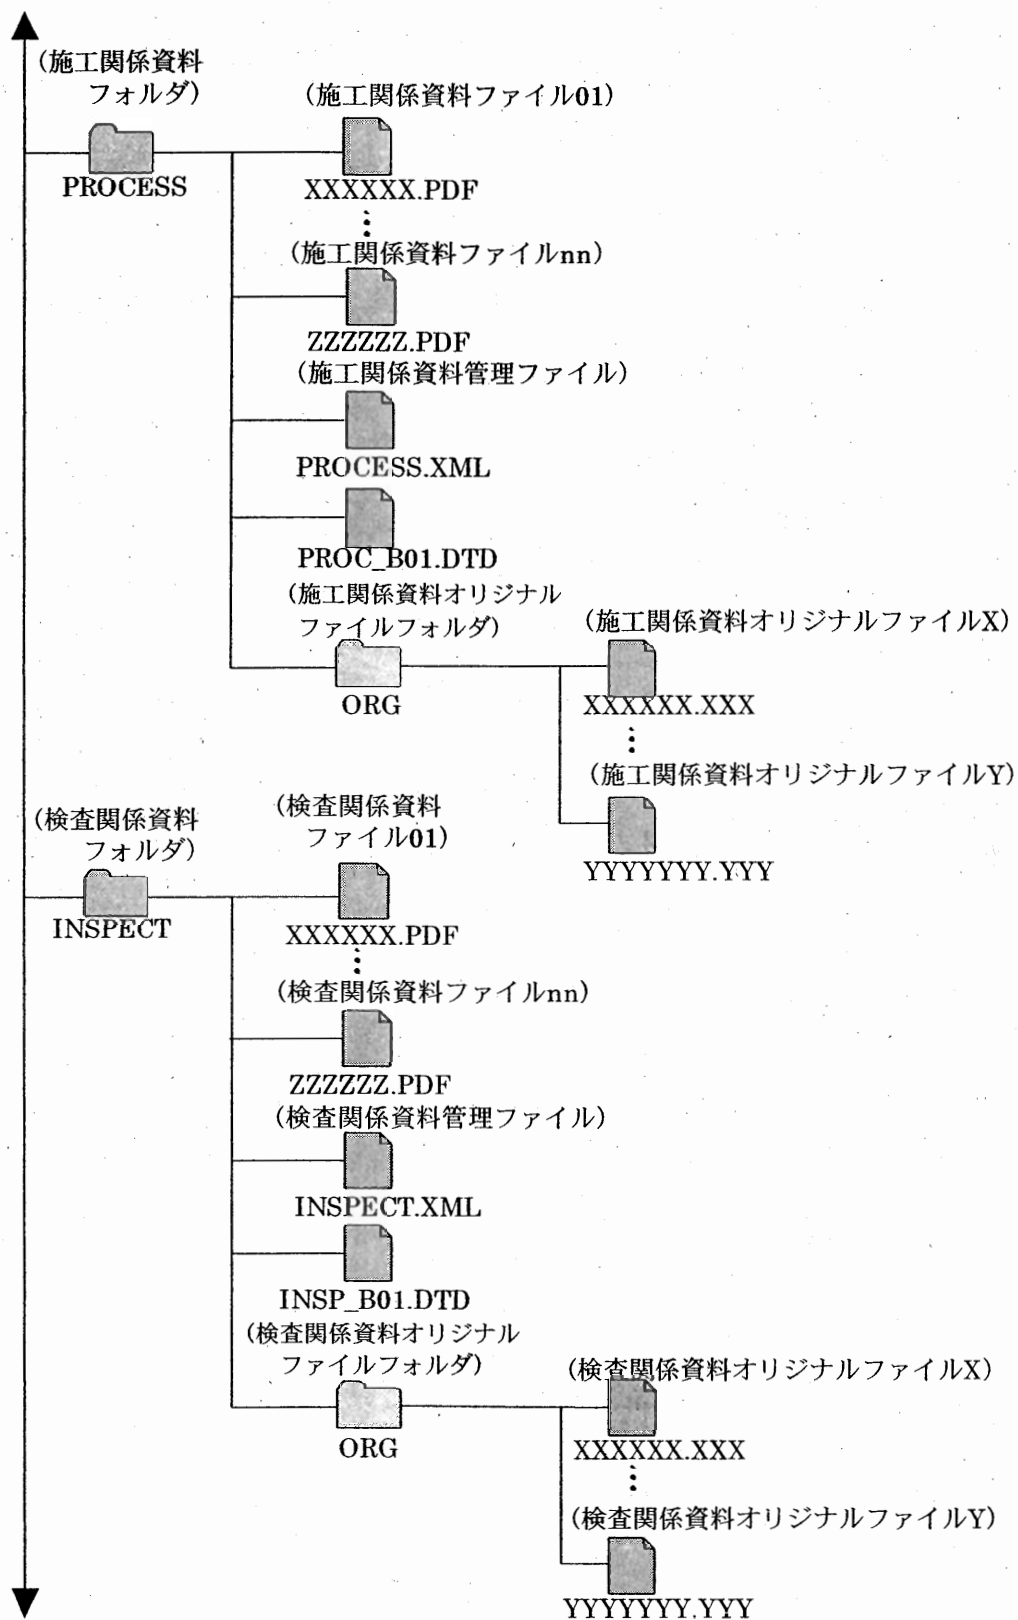 (施工関係資料
フォルダ)
PROCESS
(施工関係資料ファイル01)
XXXXXX.PDF
(施工関係資料ファイルnn)
ZZZZZZ.PDF
(施工関係資料管理ファイル)
PROCESS.XML
PROC_B01.DTD
(施工関係資料オリジナル
ファイルフォルダ)
ORG
(施工関係資料オリジナルファイルX)
XXXXXX.XXX
(施工関係資料オリジナルファイルY)
YYYYYYY.YYY
(検査関係資料
フォルダ)
INSPECT
(検査関係資料
ファイル01)
XXXXXX.PDF
(検査関係資料ファイルnn)
ZZZZZZ.PDF
(検査関係資料管理ファイル)
INSPECT.XML
INSP_B01.DTD
(検査関係資料オリジナル
ファイルフォルダ)
ORG
(検査関係資料オリジナルファイルX)
XXXXXX.XXX
(検査関係資料オリジナルファイルY)
YYYYYYY.YYY